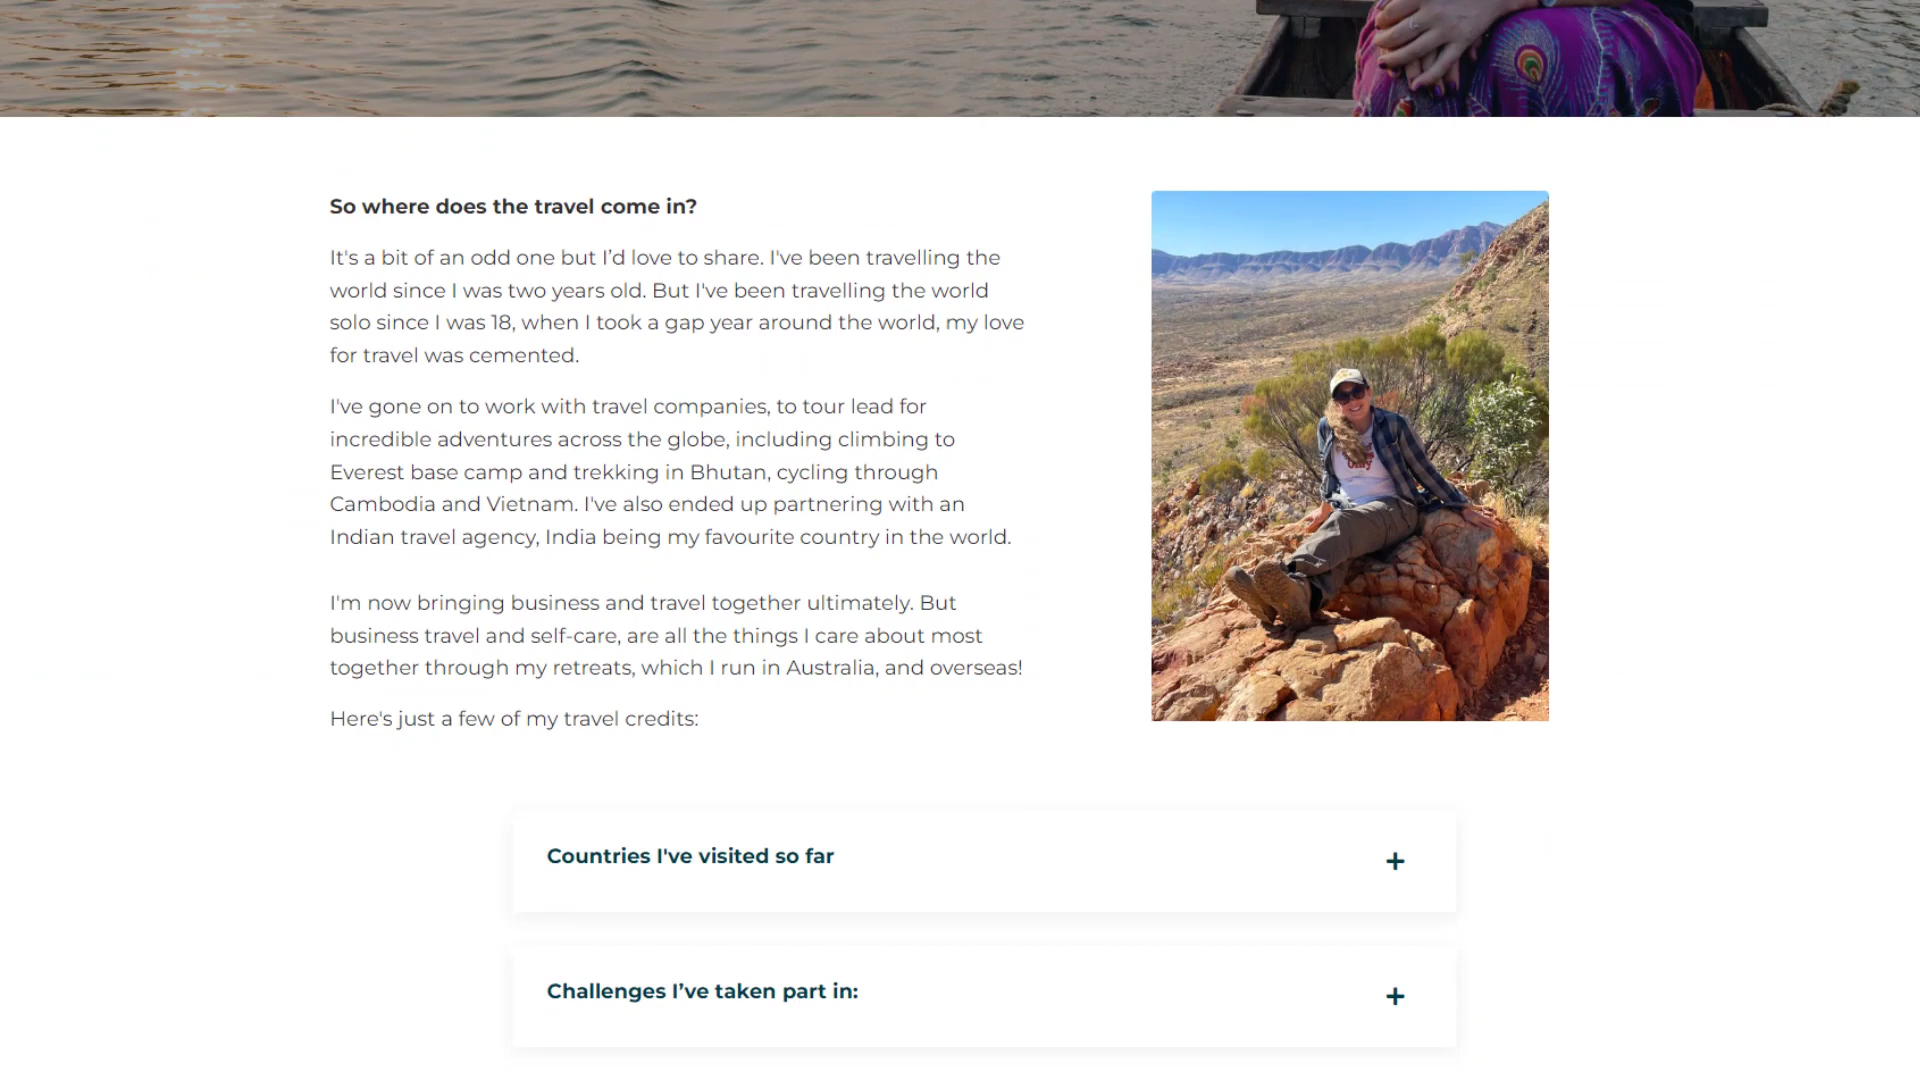 So where does the travel come in?
It's a bit of an odd one but I’d love to share. I've been travelling the
world since I was two years old. But I've been travelling the world
solo since I was 18, when I took a gap year around the world, my love
for travel was cemented.
I've gone on to work with travel companies, to tour lead for
incredible adventures across the globe, including climbing to
Everest base camp and trekking in Bhutan, cycling through
Cambodia and Vietnam. I've also ended up partnering with an
Indian travel agency, India being my favourite country in the world.
I'm now bringing business and travel together ultimately. But
business travel and self-care, are all the things I care about most
together through my retreats, which I run in Australia, and overseas!
Here's just a few of my travel credits:
Countries I've visited so far
Challenges I’ve taken part in: